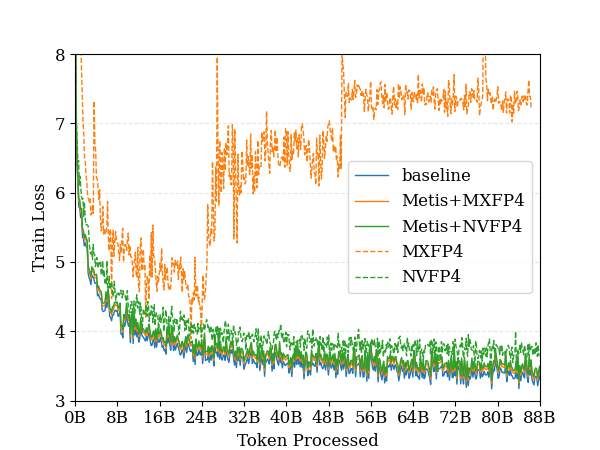 8
7
6
5
4
3
Train Loss
baseline
Metis+MXFP4
Metis+NVFP4
MXFP4
NVFP4
0B 8B 16B 24B 32B 40B 48B 56B 64B 72B 80B 88B
Token Processed